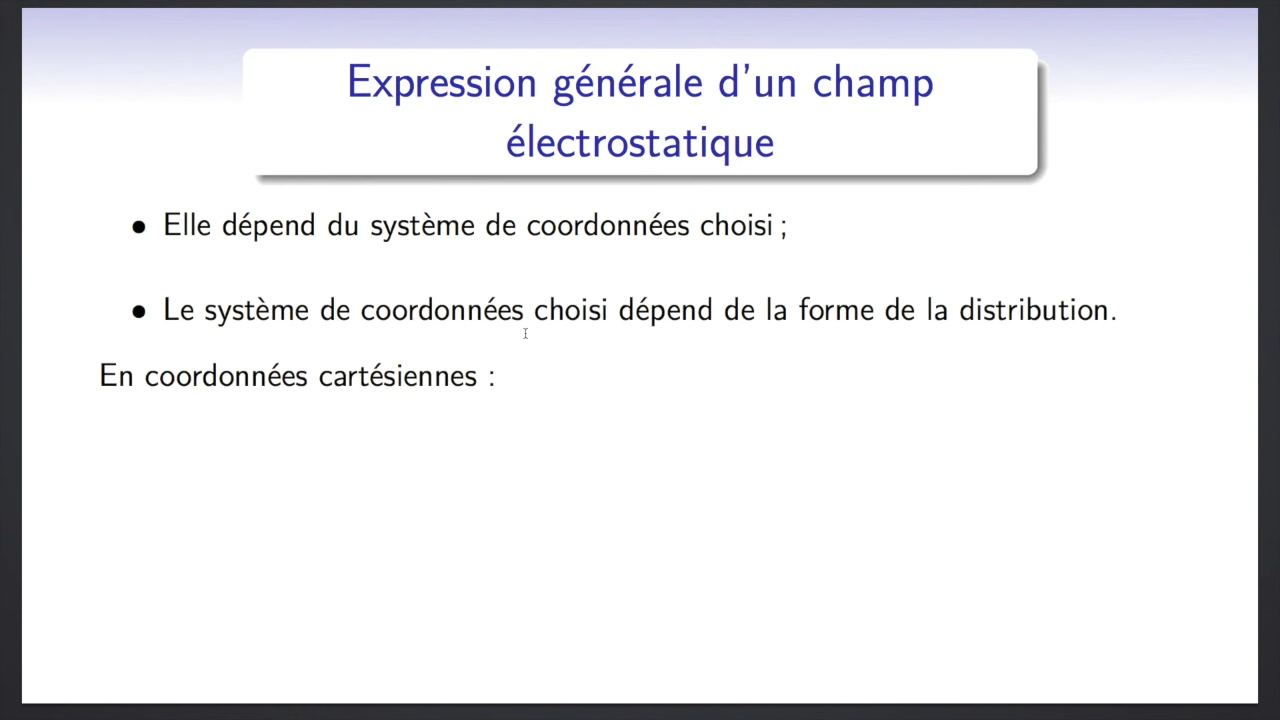 Expression générale d'un champ
électrostatique
• Elle dépend du système de coordonnées choisi ;
• Le système de coordonnées choisi dépend de la forme de la distribution.
En coordonnées cartésiennes :